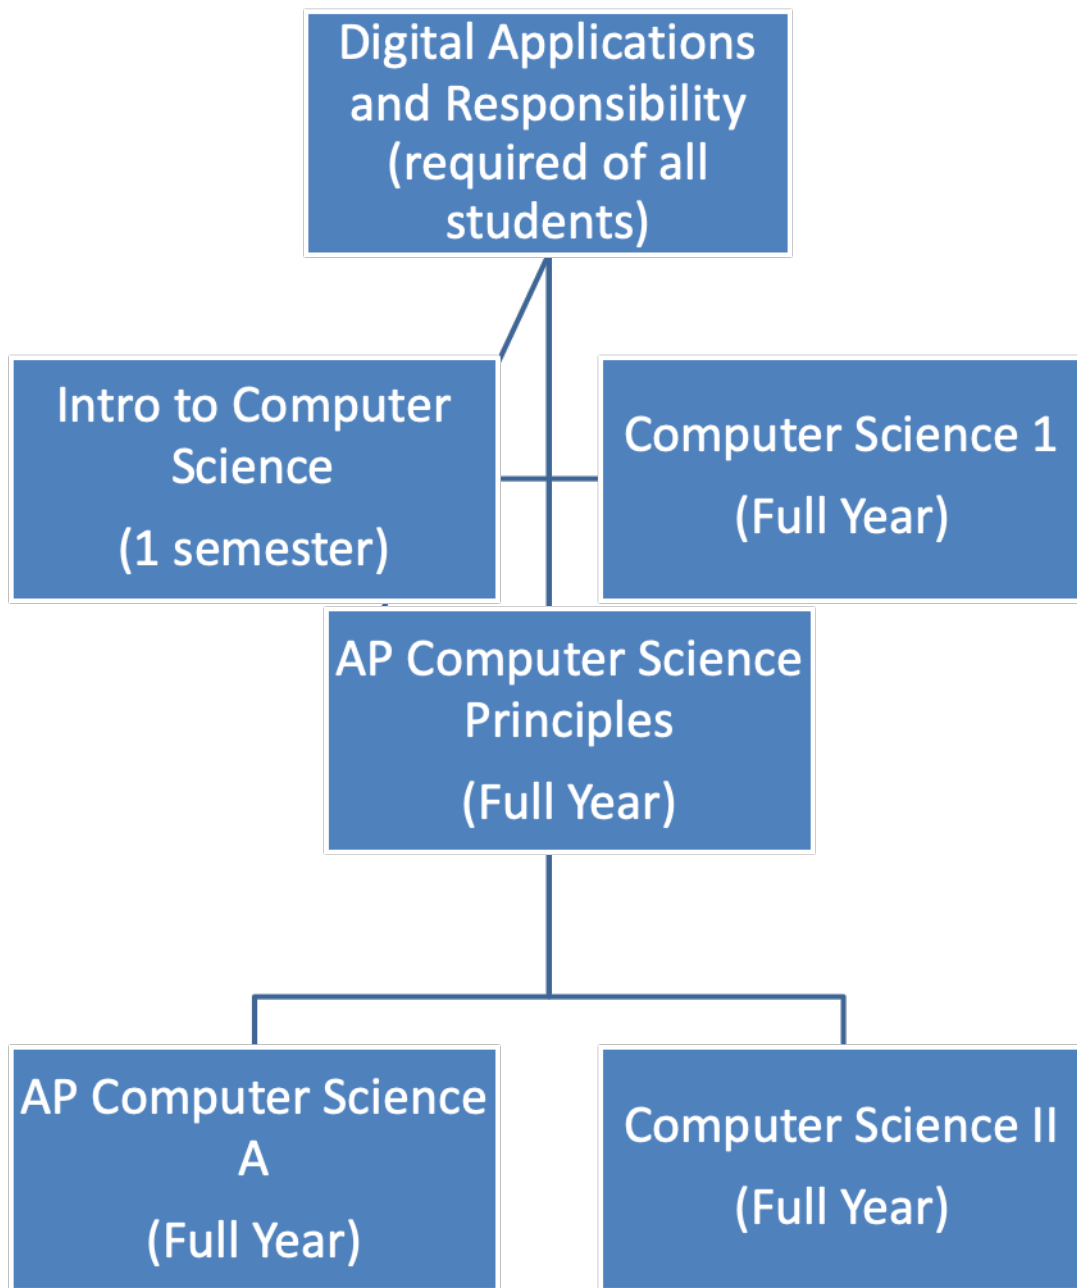 Digital Applications
and Responsibility
(required of all
students)
Intro to Computer
Science
(1 semester)
Computer Science 1
(Full Year)
AP Computer Science
Principles
(Full Year)
AP Computer Science
A
(Full Year)
Computer Science II
(Full Year)